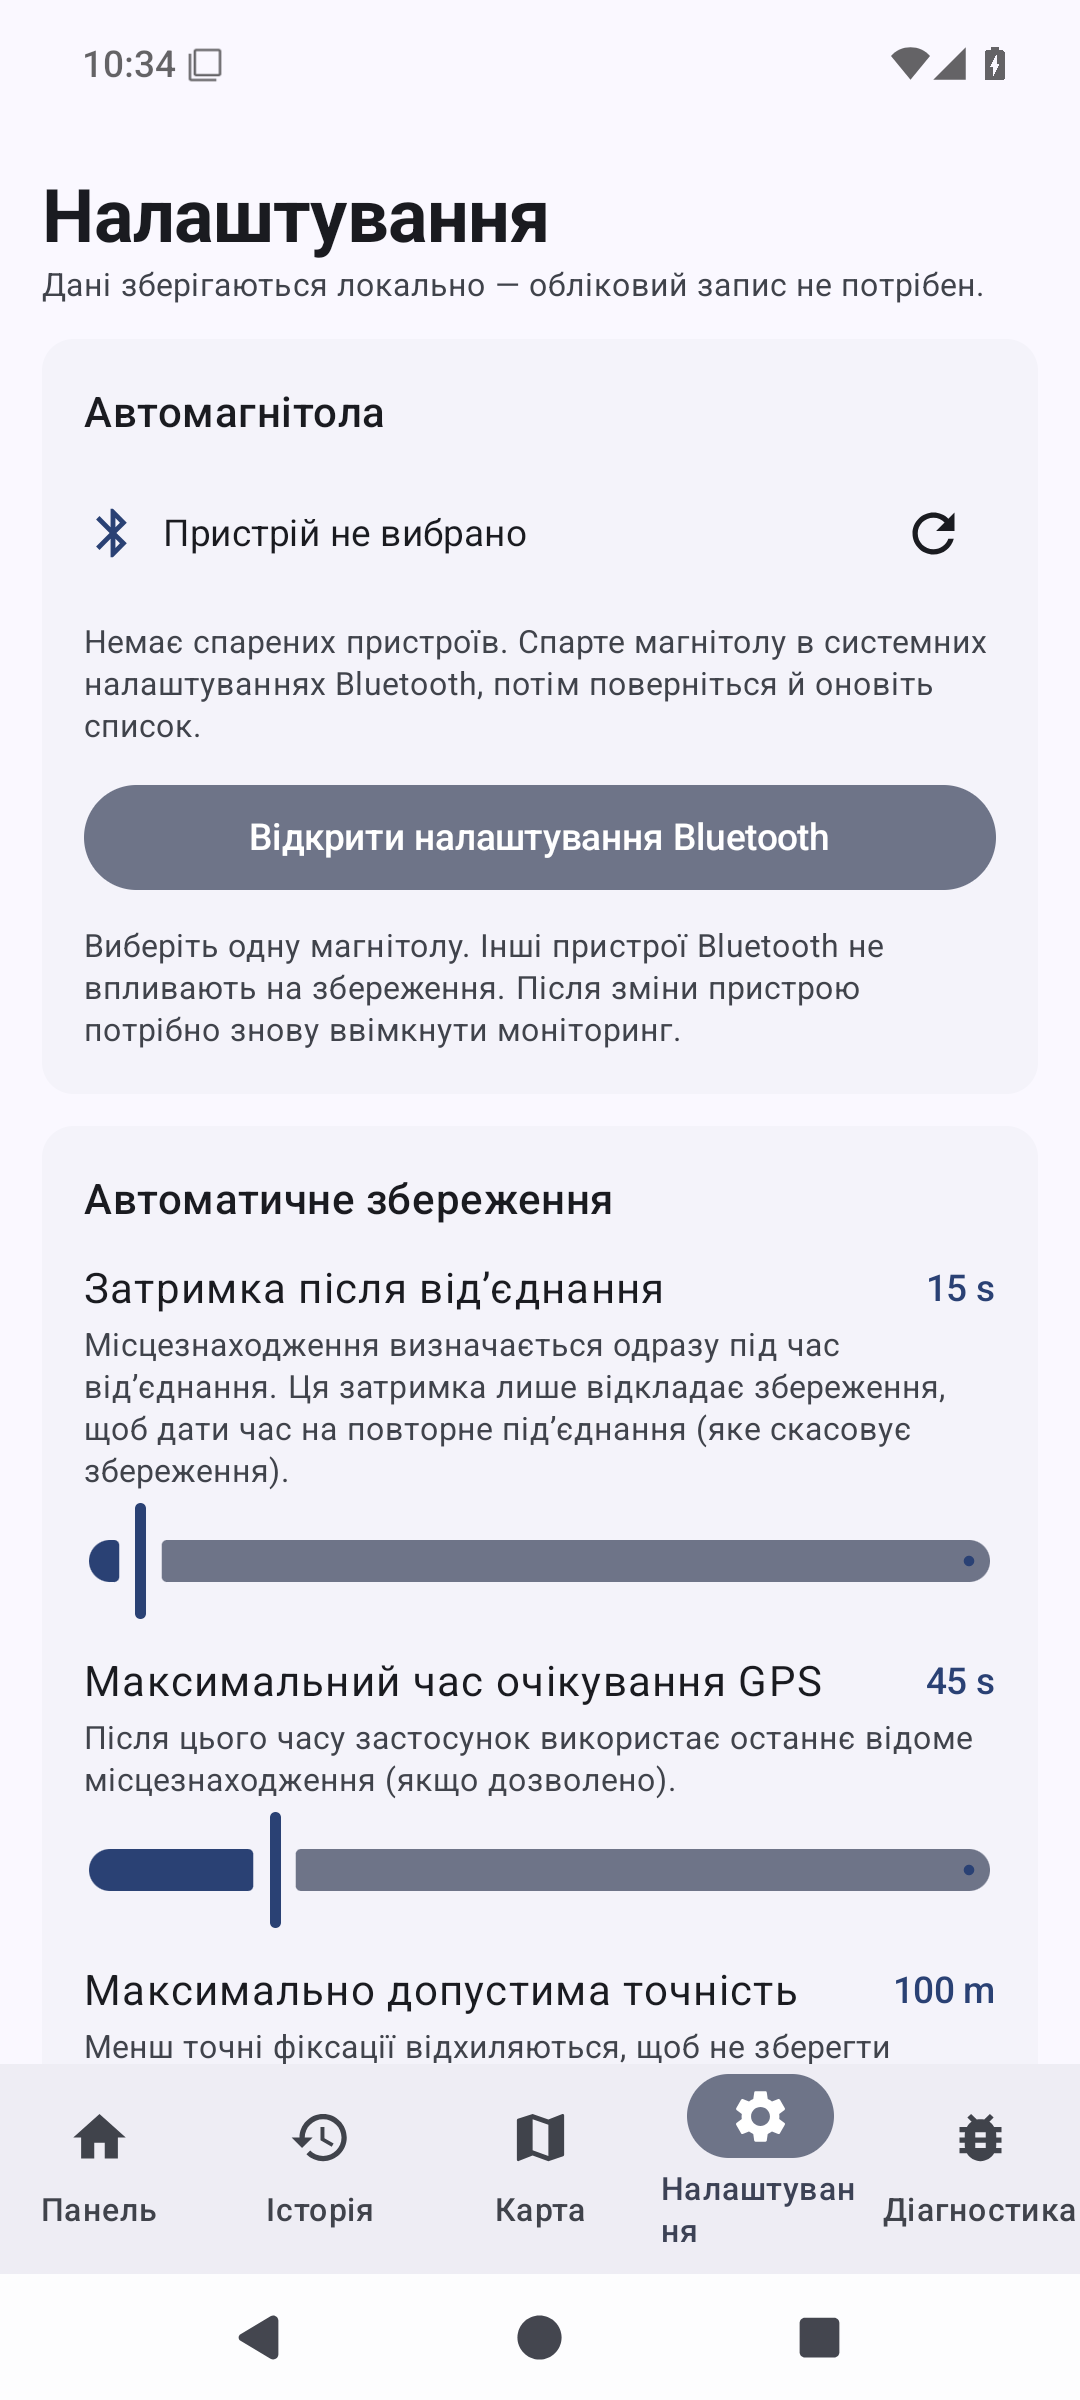 10:34
Налаштування
Дані зберігаються локально — обліковий запис не потрібен.
Автомагнітола
Пристрій не вибрано
Немає спарених пристроїв. Спарте магнітолу в системних
налаштуваннях Bluetooth, потім поверніться й оновіть
список.
Відкрити налаштування Bluetooth
Виберіть одну магнітолу. Інші пристрої Bluetooth не
впливають на збереження. Після зміни пристрою
потрібно знову ввімкнути моніторинг.
Автоматичне збереження
Затримка після від’єднання 15 s
Місцезнаходження визначається одразу під час
від’єднання. Ця затримка лише відкладає збереження,
щоб дати час на повторне під’єднання (яке скасовує
збереження).
Максимальний час очікування GPS 45 s
Після цього часу застосунок використає останнє відоме
місцезнаходження (якщо дозволено).
Максимально допустима точність 100 m
Менш точні фіксації відхиляються, щоб не зберегти
Панель
Історія
Карта
Налаштуван
ня
Діагностика